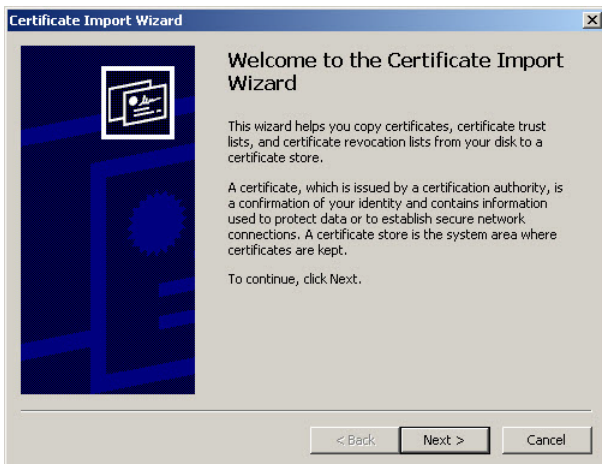 Certificate Import Wizard
Welcome to the Certificate Import
Wizard
This wizard helps you copy certificates, certificate trust
lists, and certificate revocation lists from your disk to a
certificate store.
A certificate, which is issued by a certification authority, is
a confirmation of your identity and contains information
used to protect data or to establish secure network
connections. A certificate store is the system area where
certificates are kept.
To continue, click Next.
< Back Next > Cancel